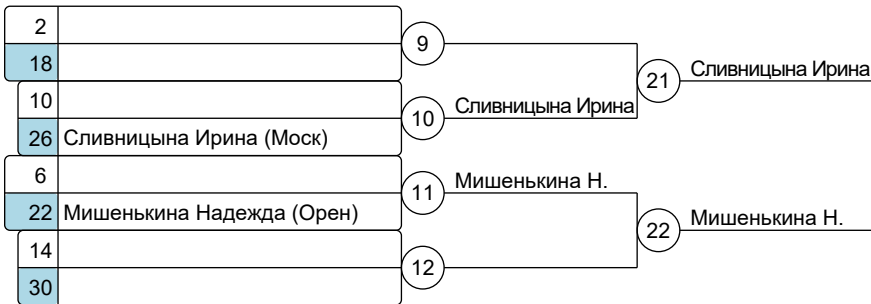 2
9
18
21 Сливницына Ирина
10
10 Сливницына Ирина
26 Сливницына Ирина (Моск)
6
11 Мишенькина Н.
22 Мишенькина Надежда (Орен)
22 Мишенькина Н.
14
12
30